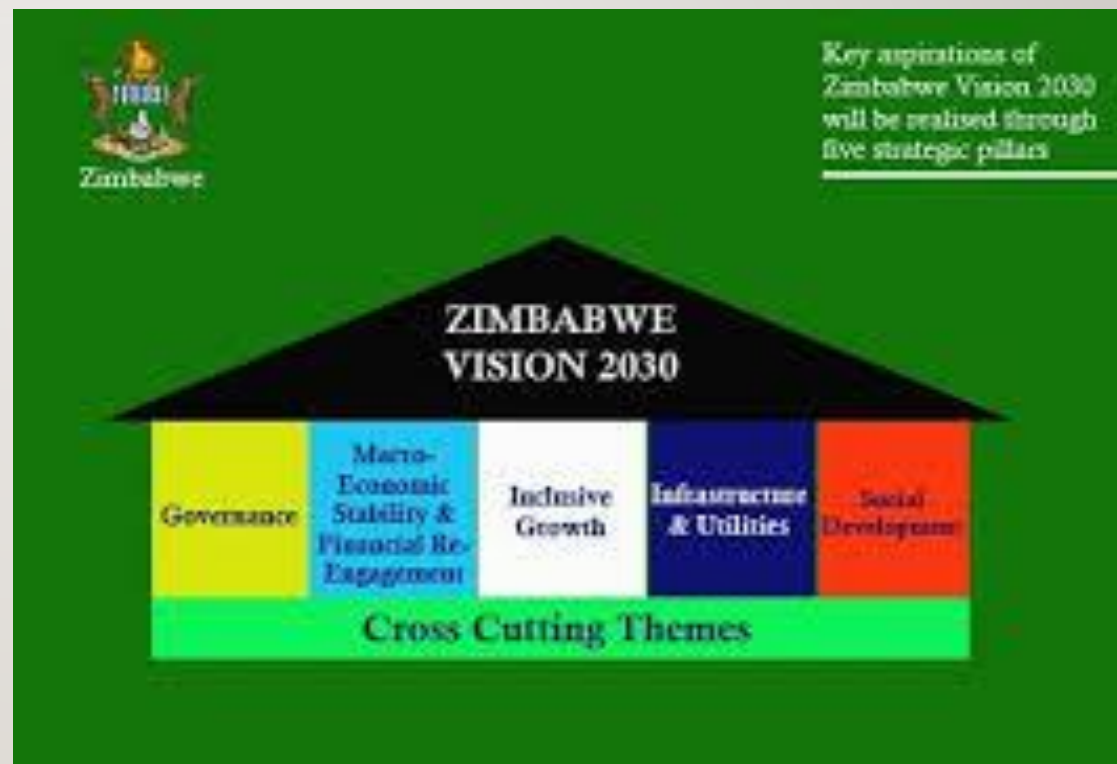 Key aspirations of
Zimbabwe Vision 2030
will be realised through
five strategic pillars
Zimbabwe
ZIMBABWE
VISION 2030
Governance
Macro-
Economic
Stability &
Financial Re-
Engagement
Inclusive
Growth
Infrastructure
& Utilities
Social
Development
Cross Cutting Themes